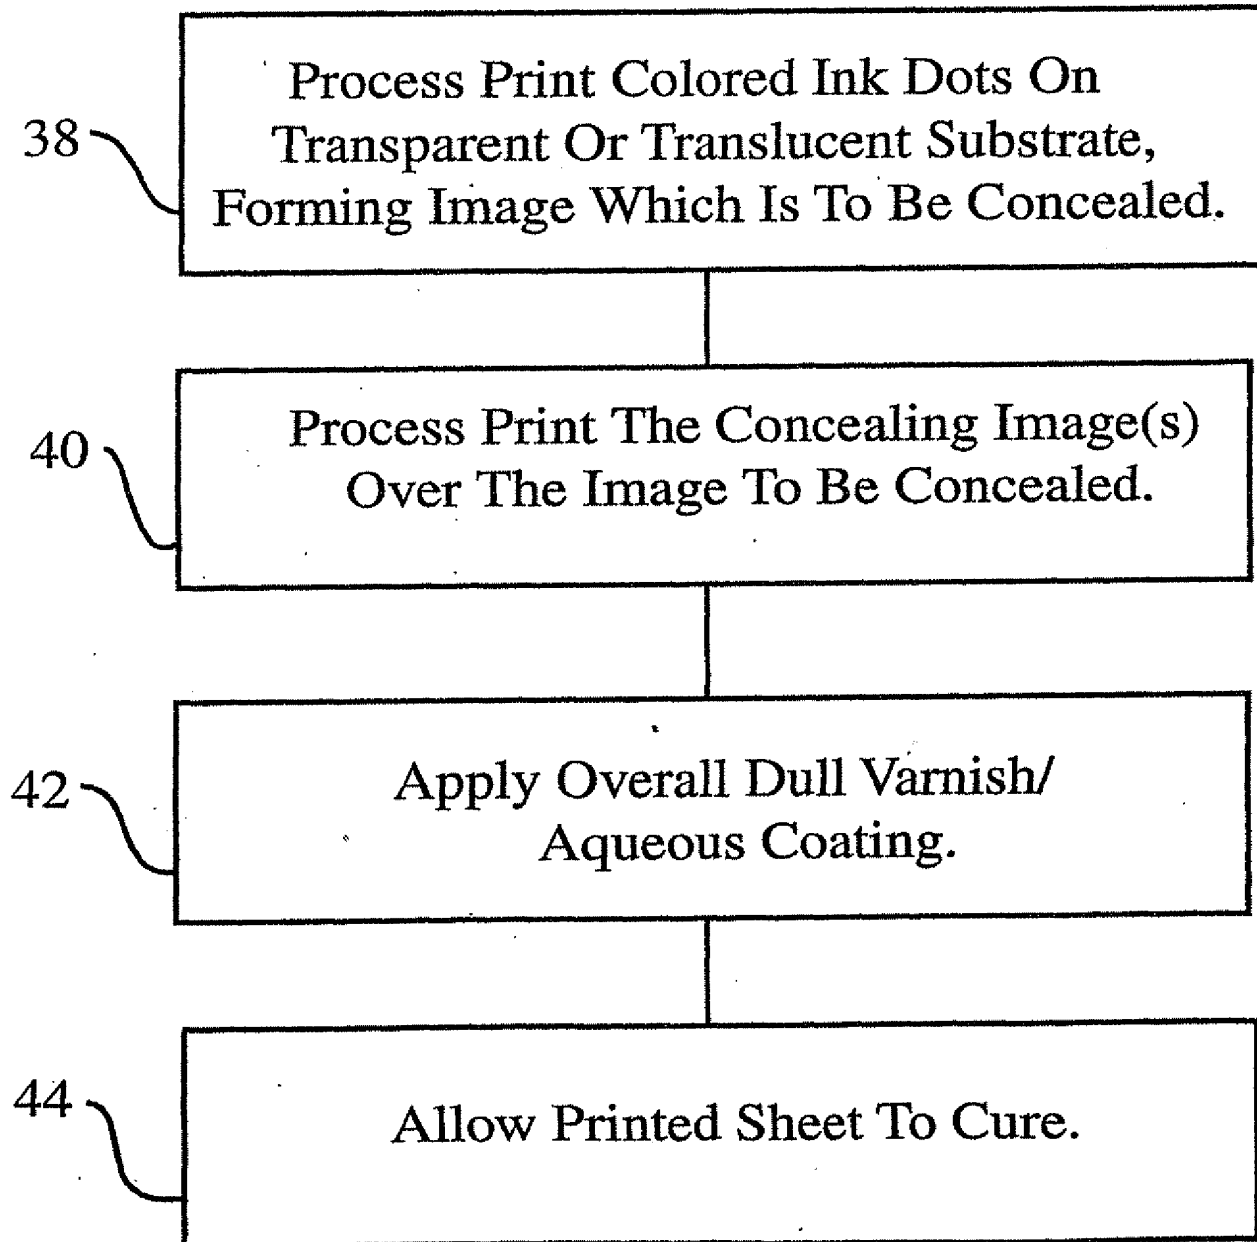 38
Process Print Colored Ink Dots On
Transparent Or Translucent Substrate,
Forming Image Which Is To Be Concealed.
40
Process Print The Concealing Image(s)
Over The Image To Be Concealed.
42
Apply Overall Dull Varnish/
Aqueous Coating.
44
Allow Printed Sheet To Cure.